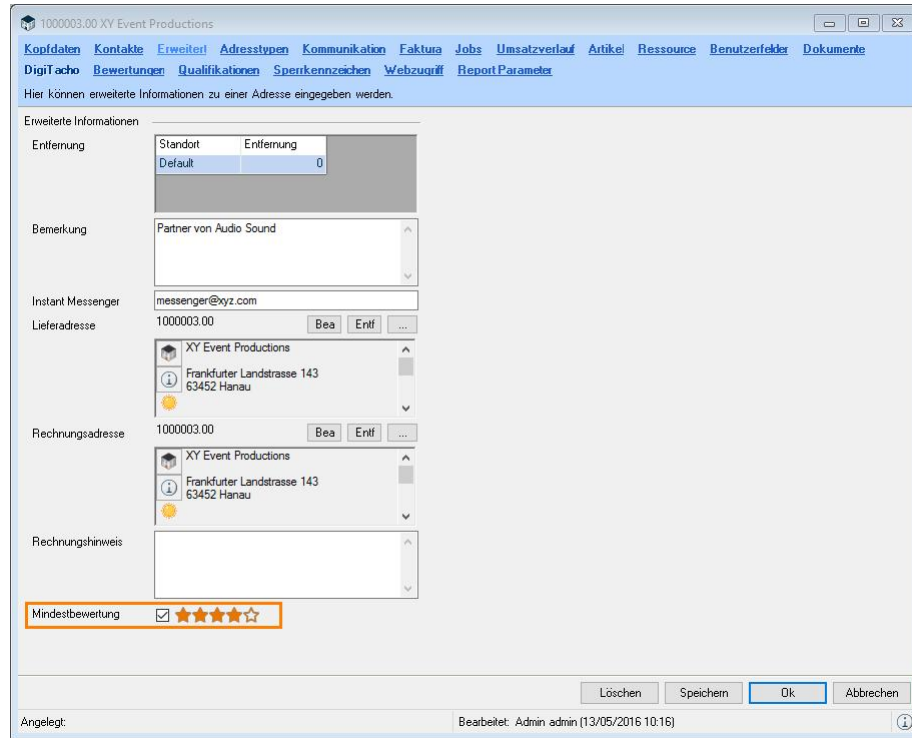 1000003.00 XY Event Productions
Kopfdaten Kontakte Erweitert Adresstypen Kommunikation Faktura Jobs Umsatzverlauf Artikel Ressource Benutzerfelder Dokumente
DigiTacho Bewertungen Qualifikationen Sperrkennzeichen Webzugriff Report Parameter
Hier können erweiterte Informationen zu einer Adresse eingegeben werden.
Erweiterte Informationen
Entfernung
Standort Entfernung
Default 0
Bemerkung
Partner von Audio Sound
Instant Messenger messenger@xyz.com
Lieferadresse 1000003.00 Bea Entf ...
XY Event Productions
Frankfurter Landstrasse 143
63452 Hanau
Rechnungsadresse 1000003.00 Bea Entf ...
XY Event Productions
Frankfurter Landstrasse 143
63452 Hanau
Rechnungshinweis
Mindestbewertung
Löschen Speichern Ok Abbrechen
Angelegt: Bearbeitet: Admin admin (13/05/2016 10:16)